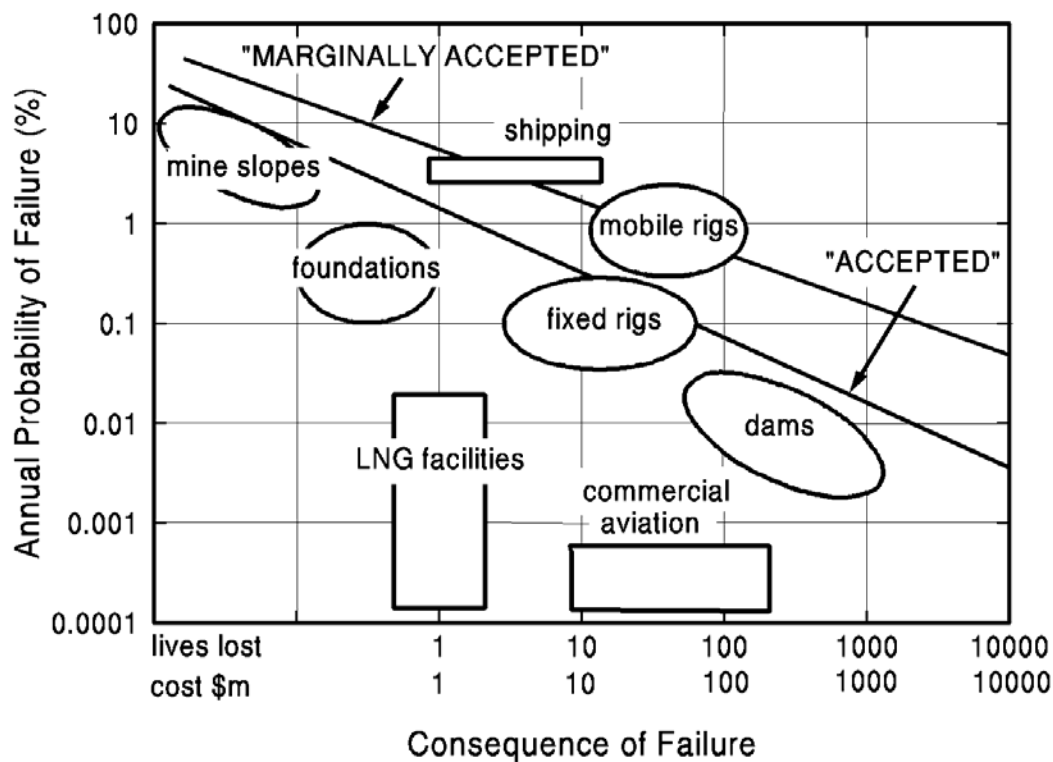 100
10
1
0.1
0.01
0.001
0.0001
Annual Probability of Failure (%)
"MARGINALLY ACCEPTED"
shipping
mine slopes
mobile rigs
foundations
"ACCEPTED"
fixed rigs
dams
LNG facilities
commercial
aviation
lives lost 1 10 100 1000 10000
cost $m 1 10 100 1000 10000
Consequence of Failure